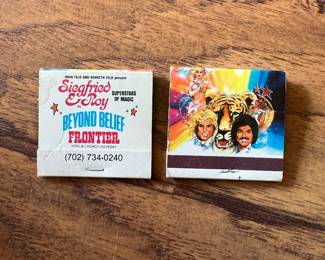 IRVIN FELD AND KENNETH FELD present
Siegfried
& Roy
SUPERSTARS
OF MAGIC
BEYOND BELIEF
FRONTIER
HOTEL & CASINO / LAS VEGAS
(702) 734-0240